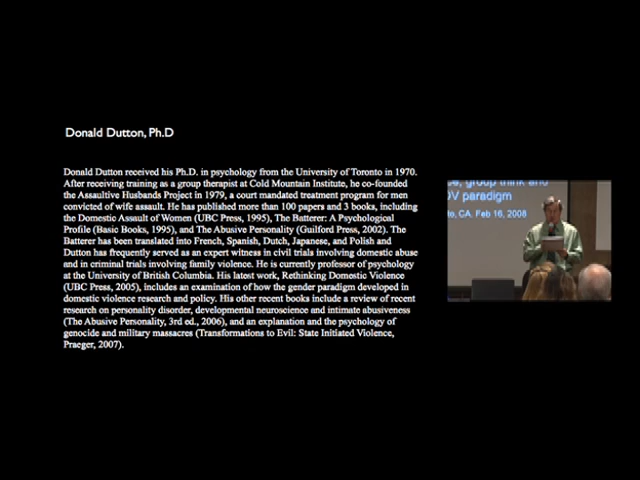 Donald Dutton, Ph.D
Donald Dutton received his Ph.D. in psychology from the University of Toronto in 1970.
After receiving training as a group therapist at Cold Mountain Institute, he co-founded
the Assaultive Husbands Project in 1979, a court mandated treatment program for men
convicted of wife assault. He has published more than 100 papers and 3 books, including
the Domestic Assault of Women (UBC Press, 1995), The Batterer: A Psychological
Profile (Basic Books, 1995), and The Abusive Personality (Guilford Press, 2002). The
Batterer has been translated into French, Spanish, Dutch, Japanese, and Polish and
Dutton has frequently served as an expert witness in civil trials involving domestic abuse
and in criminal trials involving family violence. He is currently professor of psychology
at the University of British Columbia. His latest work, Rethinking Domestic Violence
(UBC Press, 2005), includes an examination of how the gender paradigm developed in
domestic violence research and policy. His other recent books include a review of recent
research on personality disorder, developmental neuroscience and intimate abusiveness
(The Abusive Personality, 3rd ed., 2006), and an explanation and the psychology of
genocide and military massacres (Transformations to Evil: State Initiated Violence,
Praeger, 2007).
group think and
DV paradigm
CA. Feb 16, 2008